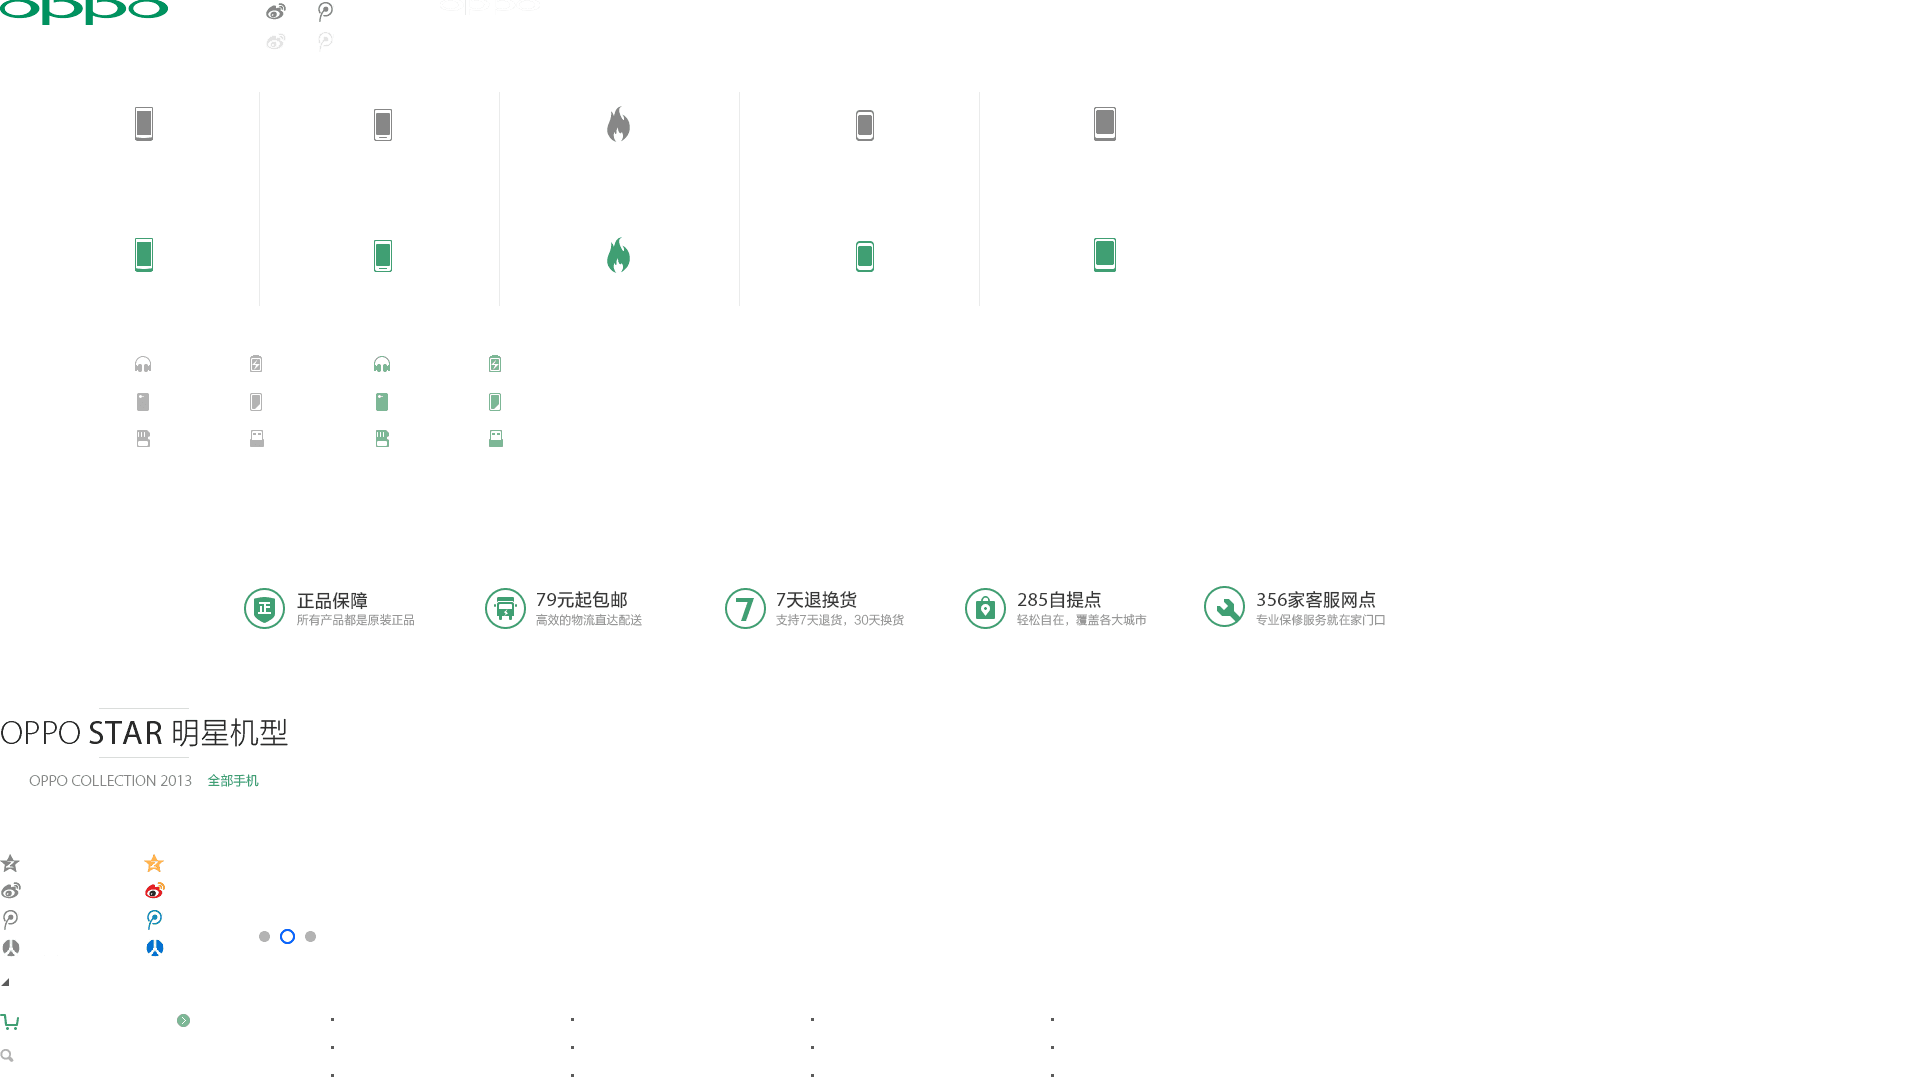 oppo
正品保障
所有产品都是原装正品
79元起包邮
高效的物流直达配送
7
7天退换货
支持7天退货，30天换货
285自提点
轻松自在，覆盖各大城市
356家客服网点
专业保修服务就在家门口
正
OPPO STAR 明星机型
OPPO COLLECTION 2013 全部手机